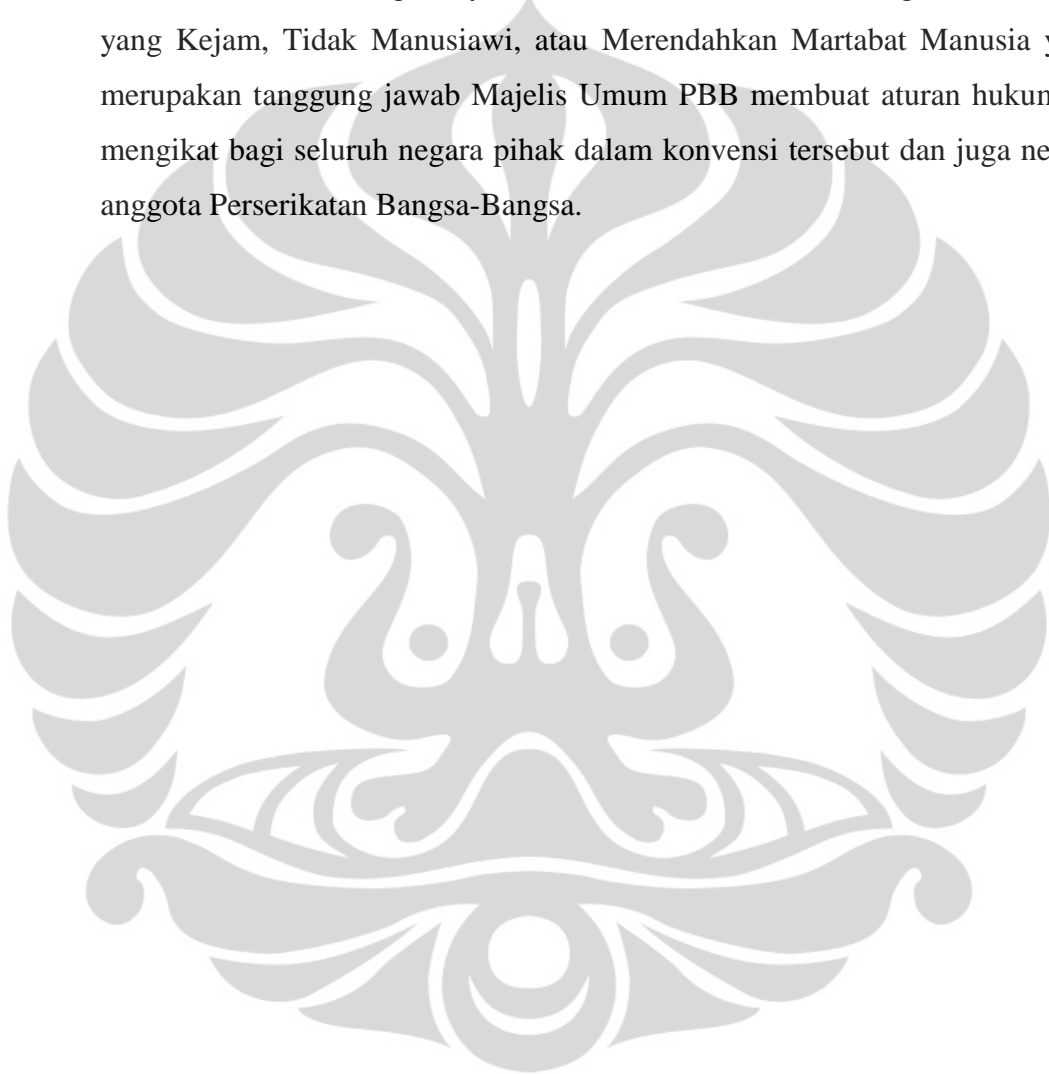 yang Kejam, Tidak Manusiawi, atau Merendahkan Martabat Manusia
merupakan tanggung jawab Majelis Umum PBB membuat aturan
mengikat bagi seluruh negara pihak dalam konvensi tersebut dan juga
anggota Perserikatan Bangsa-Bangsa.